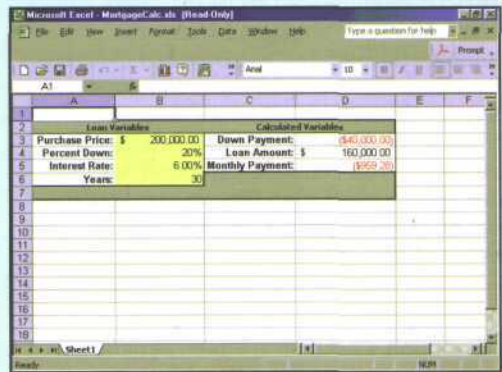 Microsoft Excel - MortgageCalc.xls [Read-Only]
File Edit View Insert Format Tools Data Window Help Type a question for help
Prompt
Arial 10 B I U
A1 fx
A B C D E F
1
2 Loan Variables Calculated Variables
3 Purchase Price: $ 200,000.00 Down Payment: ($40,000.00)
4 Percent Down: 20% Loan Amount: $ 160,000.00
5 Interest Rate: 6.00% Monthly Payment: ($959.28)
6 Years: 30
7
8
9
10
11
12
13
14
15
16
17
18
Sheet1
Ready NUM